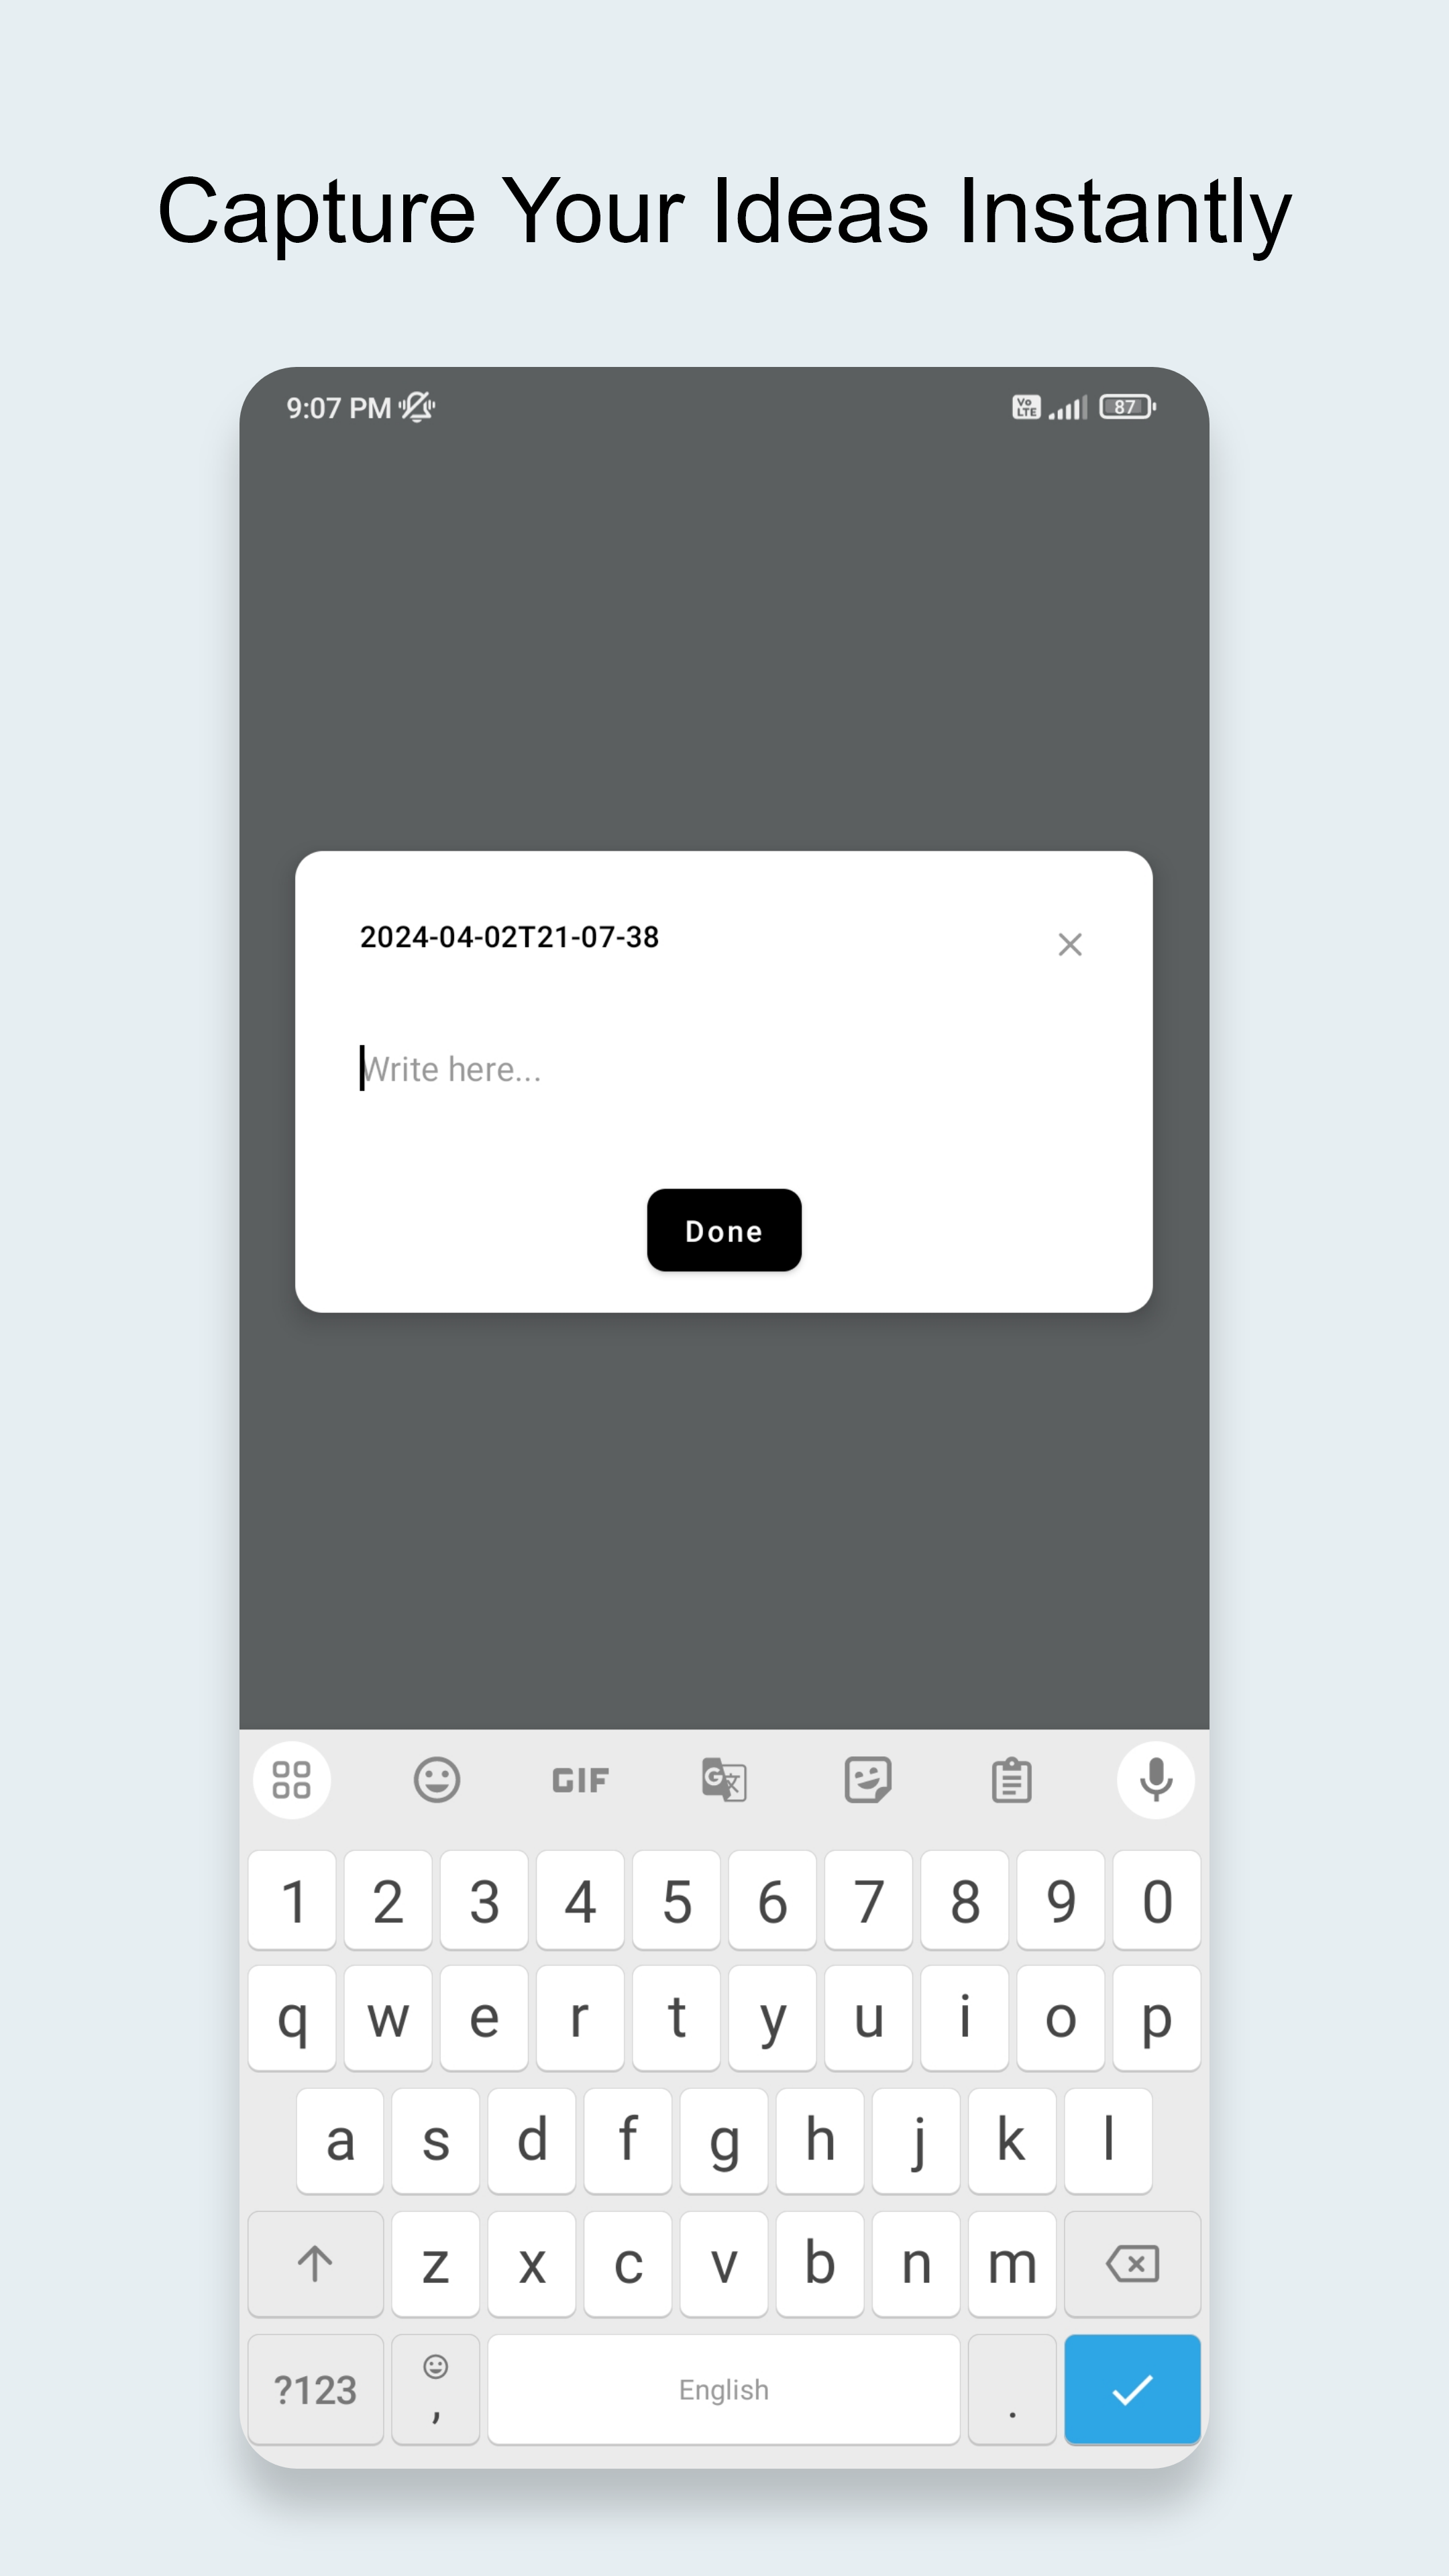 Capture Your Ideas Instantly
9:07 PM
Vo LTE
87
2024-04-02T21-07-38
Write here...
Done
GIF
G 文
1 2 3 4 5 6 7 8 9 0
q w e r t y u i o p
a s d f g h j k l
z x c v b n m
?123 , English .